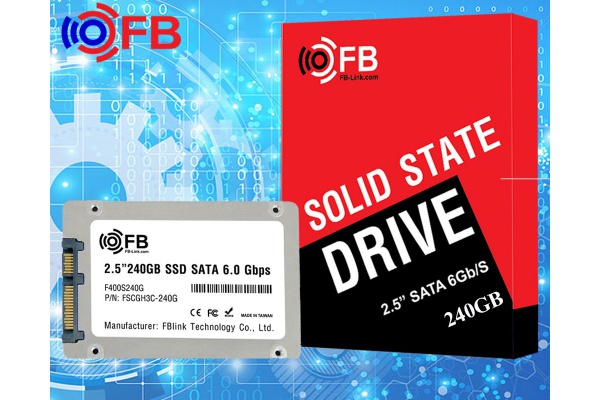 FB
FB
FB-Link.com
SOLID STATE
DRIVE
2.5" SATA 6Gb/S
240GB
FB
FB-Link.com
2.5”240GB SSD SATA 6.0 Gbps
F400S240G
P/N: FSCGH3C-240G
CE MADE IN TAIWAN
Manufacturer: FBlink Technology Co., Ltd.